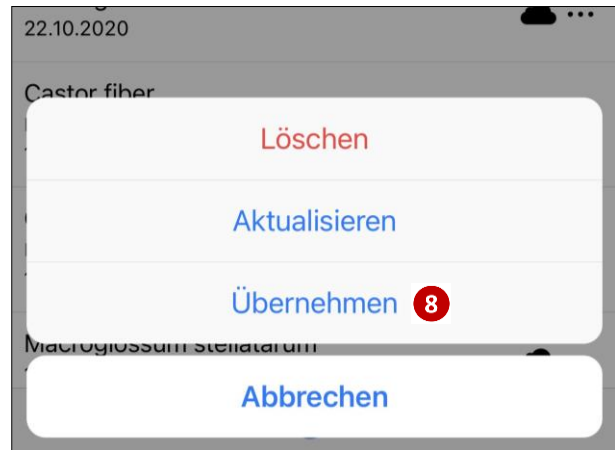 22.10.2020
Castor fiber
Löschen
Aktualisieren
Übernehmen 8
Macroglossum stellatarum
Abbrechen